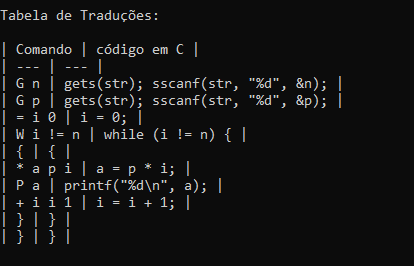 Tabela de Traduções:
| Comando | código em C |
| --- | --- |
| G n | gets(str); sscanf(str, "%d", &n); |
| G p | gets(str); sscanf(str, "%d", &p); |
| = i 0 | i = 0; |
| W i != n | while (i != n) { |
| { | { |
| * a p i | a = p * i; |
| P a | printf("%d\n", a); |
| + i i 1 | i = i + 1; |
| } | } |
| } | } |